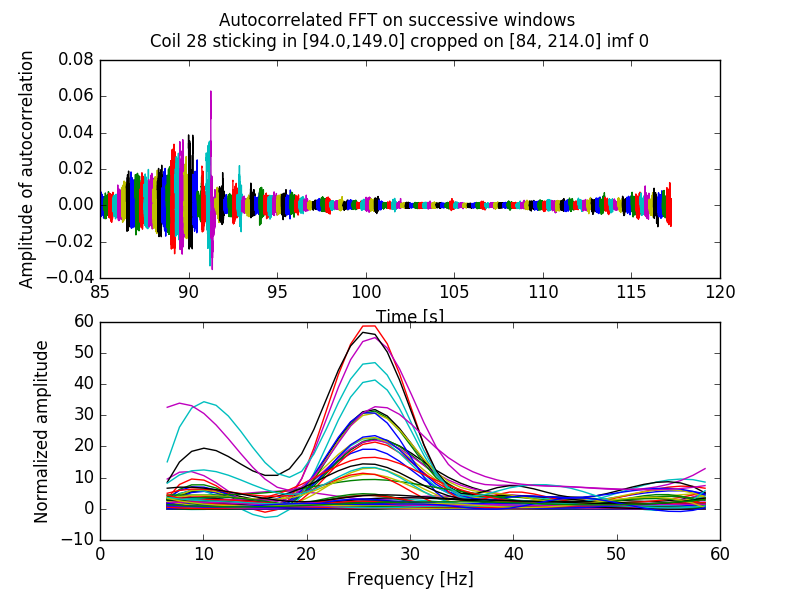 Autocorrelated FFT on successive windows
Coil 28 sticking in [94.0,149.0] cropped on [84, 214.0] imf 0
Amplitude of autocorrelation
0.08
0.06
0.04
0.02
0.00
−0.02
−0.04
85 90 95 100 105 110 115 120
Time [s]
Normalized amplitude
60
50
40
30
20
10
0
−10
0 10 20 30 40 50 60
Frequency [Hz]